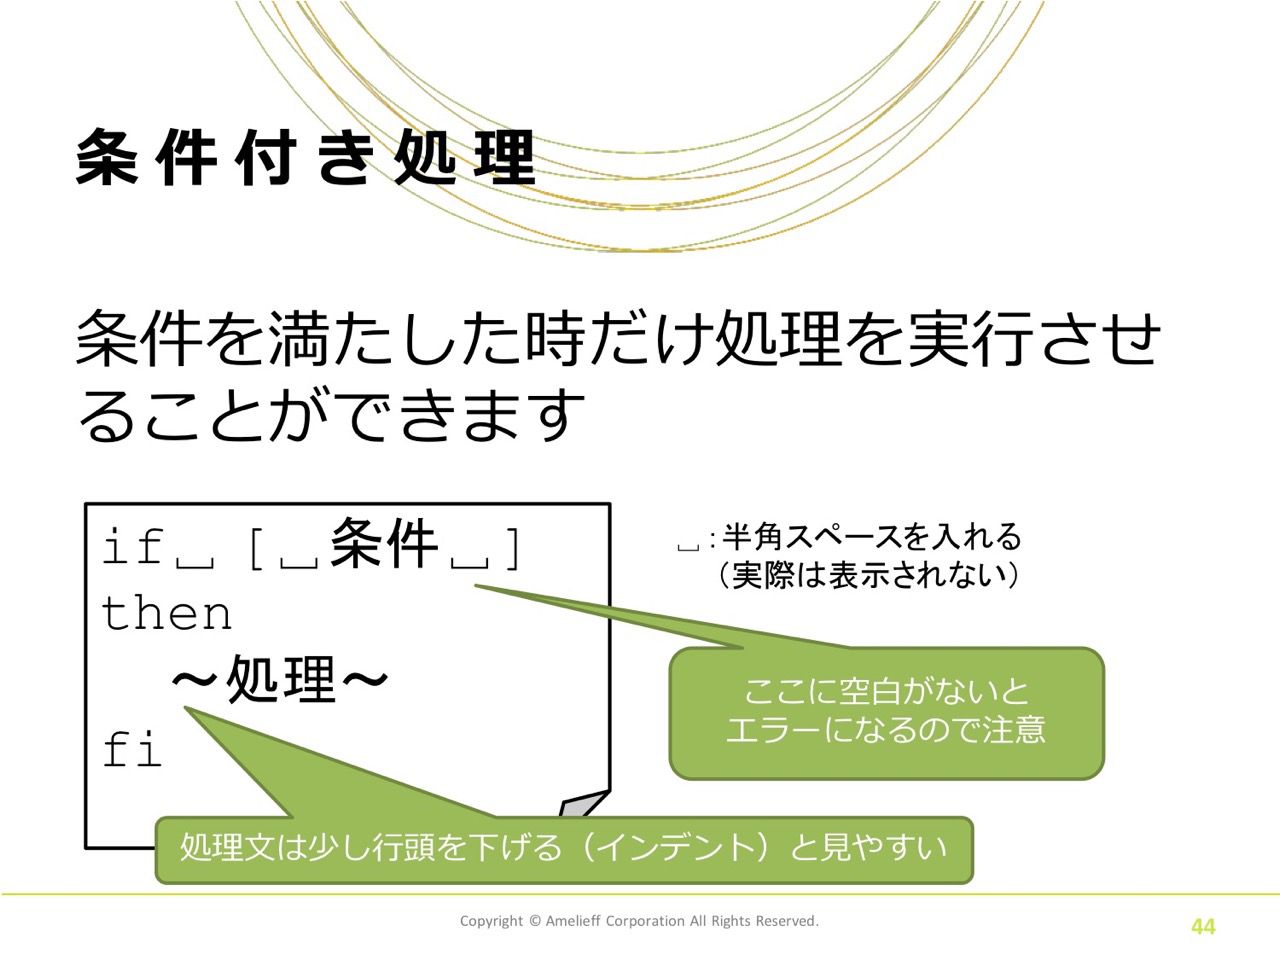 条件付き処理
条件を満たした時だけ処理を実行させ
ることができます
if␣ [␣条件␣]
then
～処理～
fi
␣:半角スペースを入れる
（実際は表示されない）
ここに空白がないと
エラーになるので注意
処理文は少し行頭を下げる（インデント）と見やすい
Copyright © Amelieff Corporation All Rights Reserved.
44